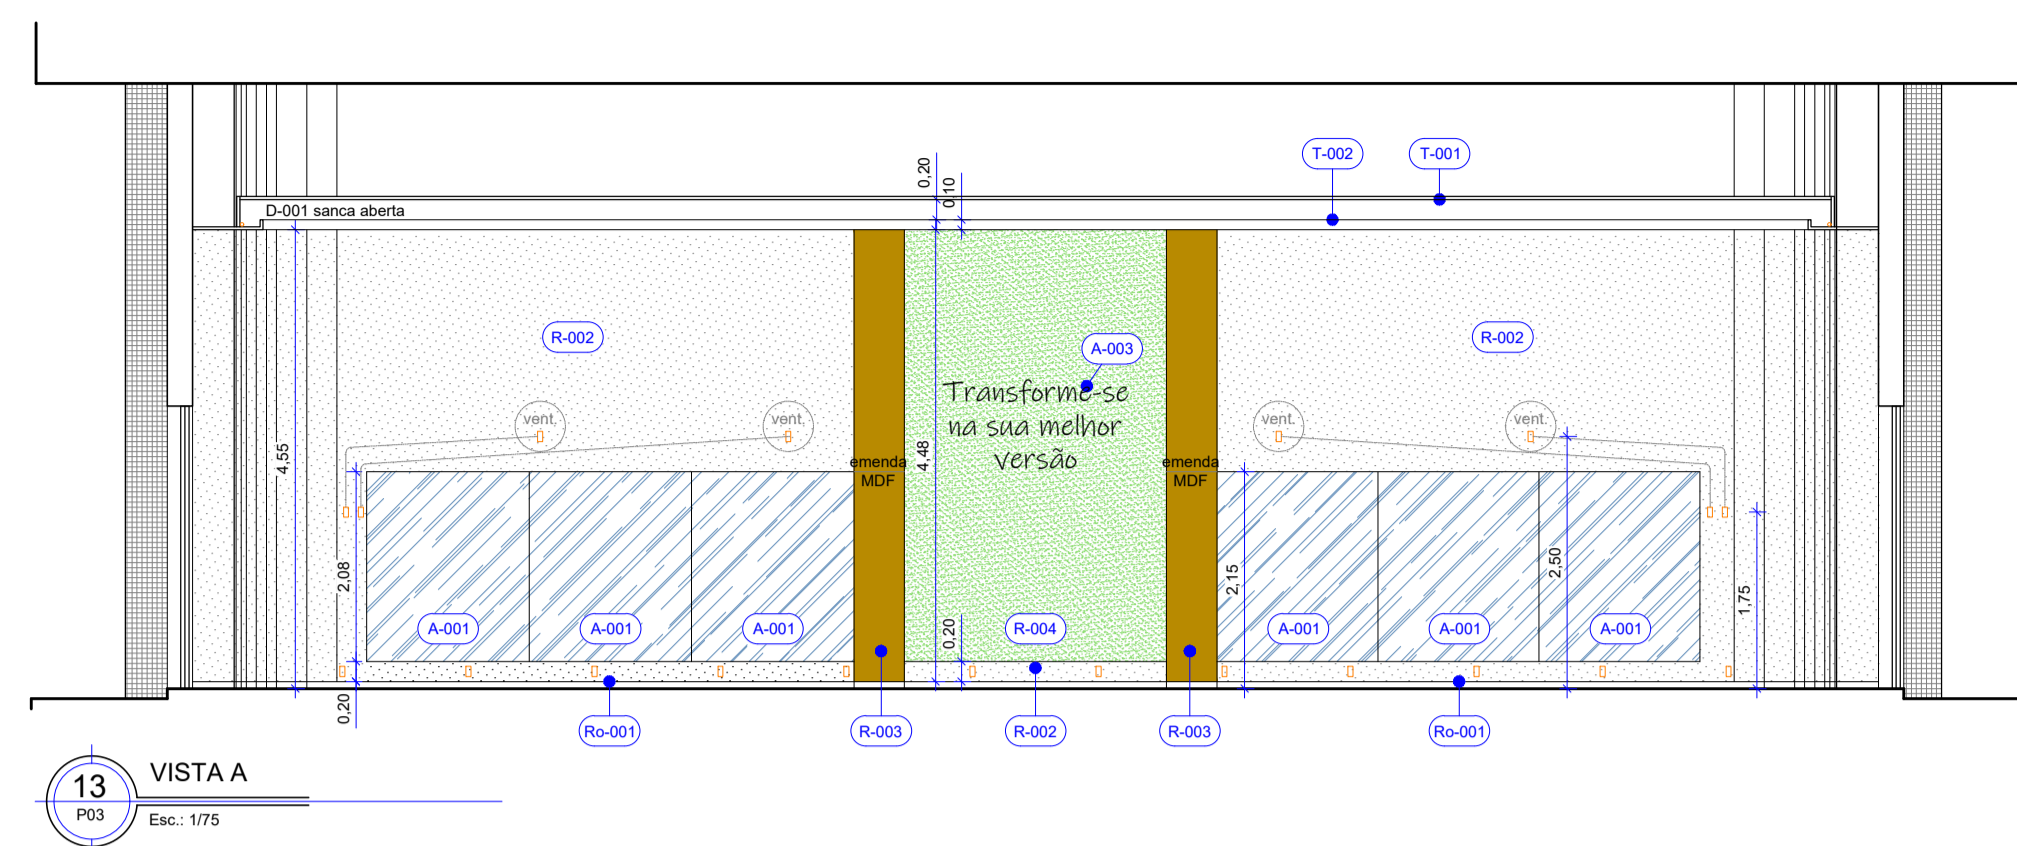 T-002
T-001
0,20
0,10
D-001 sanca aberta
R-002
R-002
A-003
Transforme-se
na sua melhor
versão
vent.
vent.
vent.
vent.
4,55
4,48
emenda
MDF
emenda
MDF
2,08
2,15
2,50
1,75
A-001
A-001
A-001
0,20
R-004
A-001
A-001
A-001
0,20
Ro-001
R-003
R-002
R-003
Ro-001
13
P03
VISTA A
Esc.: 1/75